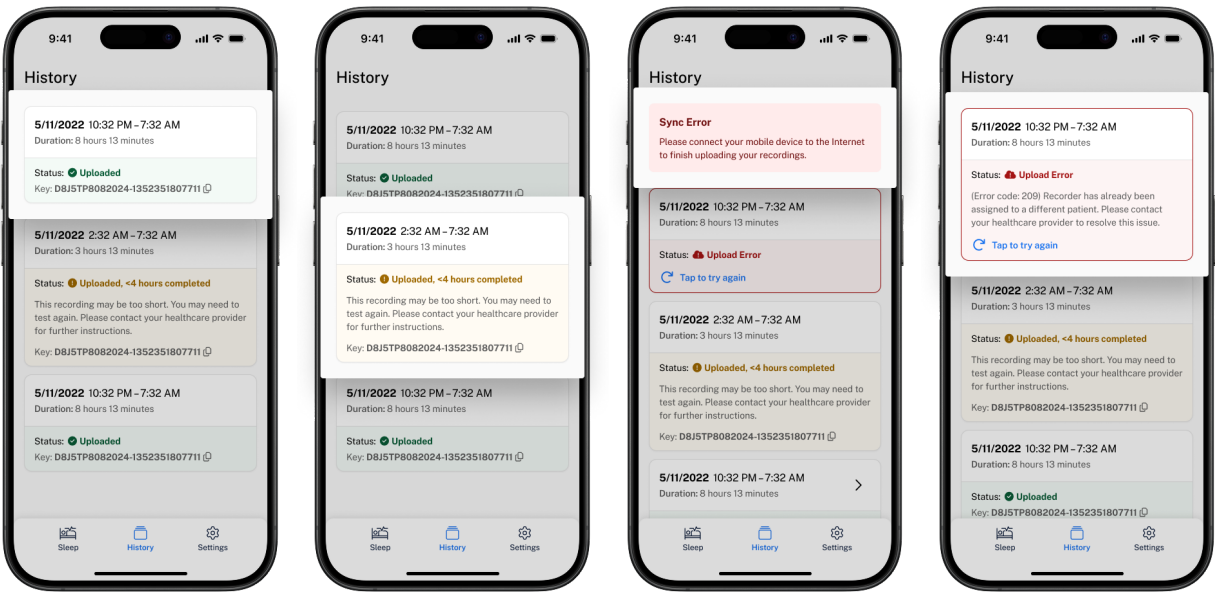 9:41
History
5/11/2022 10:32 PM – 7:32 AM
Duration: 8 hours 13 minutes
Status: Uploaded
Key: D8J5TP8082024-1352351807711
5/11/2022 2:32 AM – 7:32 AM
Duration: 3 hours 13 minutes
Status: Uploaded, <4 hours completed
This recording may be too short. You may need to
test again. Please contact your healthcare provider
for further instructions.
Key: D8J5TP8082024-1352351807711
5/11/2022 10:32 PM – 7:32 AM
Duration: 8 hours 13 minutes
Status: Uploaded
Key: D8J5TP8082024-1352351807711
Sleep
History
Settings
9:41
History
5/11/2022 10:32 PM – 7:32 AM
Duration: 8 hours 13 minutes
Status: Uploaded
Key: D8J5TP8082024-1352351807711
5/11/2022 2:32 AM – 7:32 AM
Duration: 3 hours 13 minutes
Status: Uploaded, <4 hours completed
This recording may be too short. You may need to
test again. Please contact your healthcare provider
for further instructions.
Key: D8J5TP8082024-1352351807711
5/11/2022 10:32 PM – 7:32 AM
Duration: 8 hours 13 minutes
Status: Uploaded
Key: D8J5TP8082024-1352351807711
Sleep
History
Settings
9:41
History
Sync Error
Please connect your mobile device to the Internet
to finish uploading your recordings.
5/11/2022 10:32 PM – 7:32 AM
Duration: 8 hours 13 minutes
Status: Upload Error
Tap to try again
5/11/2022 2:32 AM – 7:32 AM
Duration: 3 hours 13 minutes
Status: Uploaded, <4 hours completed
This recording may be too short. You may need to
test again. Please contact your healthcare provider
for further instructions.
Key: D8J5TP8082024-1352351807711
5/11/2022 10:32 PM – 7:32 AM
Duration: 8 hours 13 minutes
Sleep
History
Settings
9:41
History
5/11/2022 10:32 PM – 7:32 AM
Duration: 8 hours 13 minutes
Status: Upload Error
(Error code: 209) Recorder has already been
assigned to a different patient. Please contact
your healthcare provider to resolve this issue.
Tap to try again
5/11/2022 2:32 AM – 7:32 AM
Duration: 3 hours 13 minutes
Status: Uploaded, <4 hours completed
This recording may be too short. You may need to
test again. Please contact your healthcare provider
for further instructions.
Key: D8J5TP8082024-1352351807711
5/11/2022 10:32 PM – 7:32 AM
Duration: 8 hours 13 minutes
Status: Uploaded
Key: D8J5TP8082024-1352351807711
Sleep
History
Settings